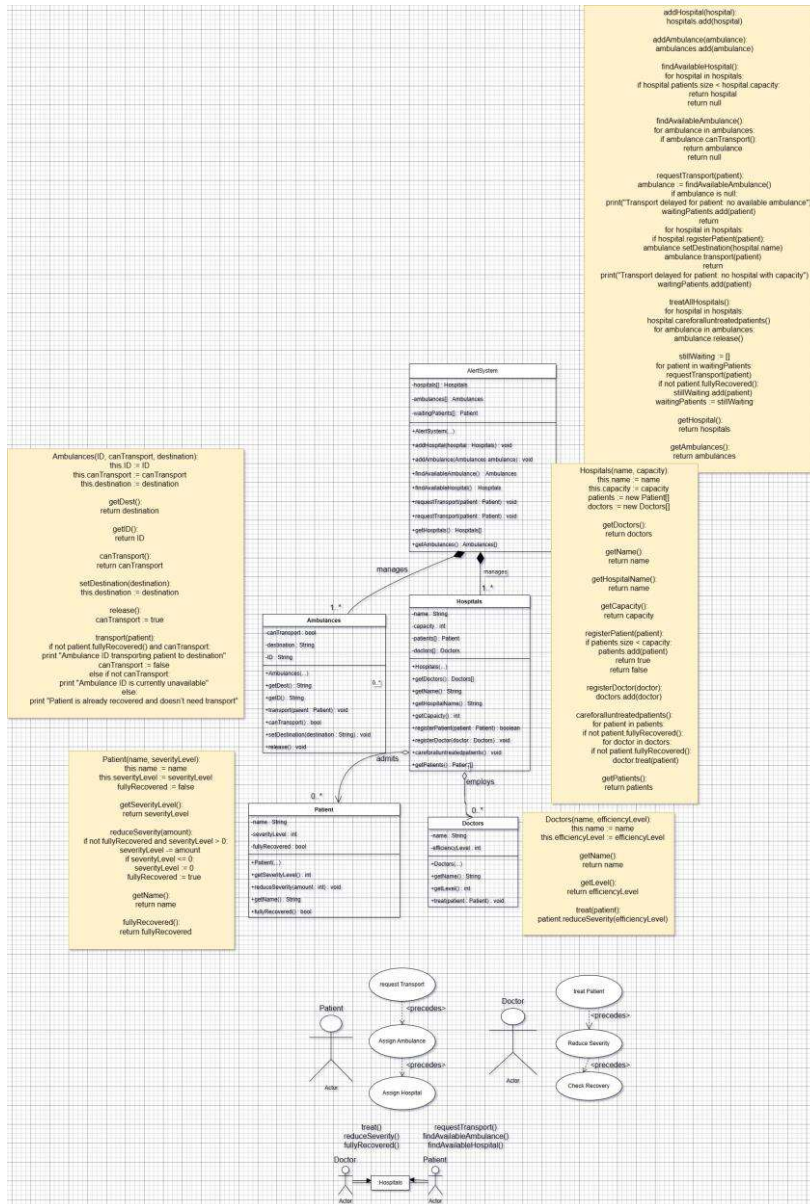 addHospital(hospital):
hospitals.add(hospital)
addAmbulance(ambulance):
ambulances.add(ambulance)
findAvailableHospital():
for hospital in hospitals:
if hospital.patients.size < hospital.capacity:
return hospital
return null
findAvailableAmbulance():
for ambulance in ambulances:
if ambulance.canTransport():
return ambulance
return null
requestTransport(patient):
ambulance := findAvailableAmbulance()
if ambulance is null:
print("Transport delayed for patient: no available ambulance")
waitingPatients.add(patient)
return
for hospital in hospitals:
if hospital.registerPatient(patient):
ambulance.setDestination(hospital.name)
ambulance.transport(patient)
return
print("Transport delayed for patient: no hospital with capacity")
waitingPatients.add(patient)
treatAllHospitals():
for hospital in hospitals:
hospital.careforalluntreatedpatients()
for ambulance in ambulances:
ambulance.release()
stillWaiting := []
for patient in waitingPatients:
requestTransport(patient)
if not patient.fullyRecovered():
stillWaiting.add(patient)
waitingPatients := stillWaiting
getHospital():
return hospitals
getAmbulances():
return ambulances
AlertSystem
-hospitals[] : Hospitals
-ambulances[] : Ambulances
-waitingPatients[] : Patient
+AlertSystem(...)
+addHospital(hospital : Hospitals) : void
+addAmbulance(Ambulances ambulance) : void
+findAvailableAmbulance() : Ambulances
+findAvailableHospital() : Hospitals
+requestTransport(patient : Patient) : void
+requestTransport(patient : Patient) : void
+getHospitals() : Hospitals[]
+getAmbulances() : Ambulances[]
Ambulances(ID, canTransport, destination):
this.ID := ID
this.canTransport := canTransport
this.destination := destination
getDest():
return destination
getID():
return ID
canTransport():
return canTransport
setDestination(destination):
this.destination := destination
release():
canTransport := true
transport(patient):
if not patient.fullyRecovered() and canTransport:
print "Ambulance ID transporting patient to destination"
canTransport := false
else if not canTransport:
print "Ambulance ID is currently unavailable"
else:
print "Patient is already recovered and doesn't need transport"
Hospitals(name, capacity):
this.name := name
this.capacity := capacity
patients := new Patient[]
doctors := new Doctors[]
getDoctors():
return doctors
getName():
return name
getHospitalName():
return name
getCapacity():
return capacity
registerPatient(patient):
if patients.size < capacity:
patients.add(patient)
return true
return false
registerDoctor(doctor):
doctors.add(doctor)
careforalluntreatedpatients():
for patient in patients
if not patient.fullyRecovered():
for doctor in doctors
if not patient.fullyRecovered():
doctor.treat(patient)
getPatients():
return patients
manages
manages
1..*
1..*
Ambulances
-canTransport : bool
-destination : String
-ID : String
+Ambulances(...)
+getDest() : String
+getID() : String
+transport(patient : Patient) : void
+canTransport() : bool
+setDestination(destination : String) : void
+release() : void
Hospitals
-name : String
-capacity : int
-patients[] : Patient
-doctors[] : Doctors
+Hospitals(...)
+getDoctors() : Doctors[]
+getName() : String
+getHospitalName() : String
+getCapacity() : int
+registerPatient(patient : Patient) : boolean
+registerDoctor(doctor : Doctors) : void
+careforalluntreatedpatients() : void
+getPatients() : Patient[]
admits
employs
0..*
0..*
Patient(name, severityLevel):
this.name := name
this.severityLevel := severityLevel
fullyRecovered := false
getSeverityLevel():
return severityLevel
reduceSeverity(amount):
if not fullyRecovered and severityLevel > 0:
severityLevel -= amount
if severityLevel <= 0:
severityLevel := 0
fullyRecovered := true
getName():
return name
fullyRecovered():
return fullyRecovered
Patient
-name : String
-severityLevel : int
-fullyRecovered : bool
+Patient(...)
+getSeverityLevel() : int
+reduceSeverity(amount : int) : void
+getName() : String
+fullyRecovered() : bool
Doctors
-name : String
-efficiencyLevel : int
+Doctors(...)
+getName() : String
+getLevel() : int
+treat(patient : Patient) : void
Doctors(name, efficiencyLevel):
this.name := name
this.efficiencyLevel := efficiencyLevel
getName():
return name
getLevel():
return efficiencyLevel
treat(patient):
patient.reduceSeverity(efficiencyLevel)
Patient
Actor
request Transport
<precedes>
Assign Ambulance
<precedes>
Assign Hospital
Doctor
Actor
treat Patient
<precedes>
Reduce Severity
<precedes>
Check Recovery
treat()
reduceSeverity()
fullyRecovered()
Doctor
Actor
Hospitals
requestTransport()
findAvailableAmbulance()
findAvailableHospital()
Patient
Actor